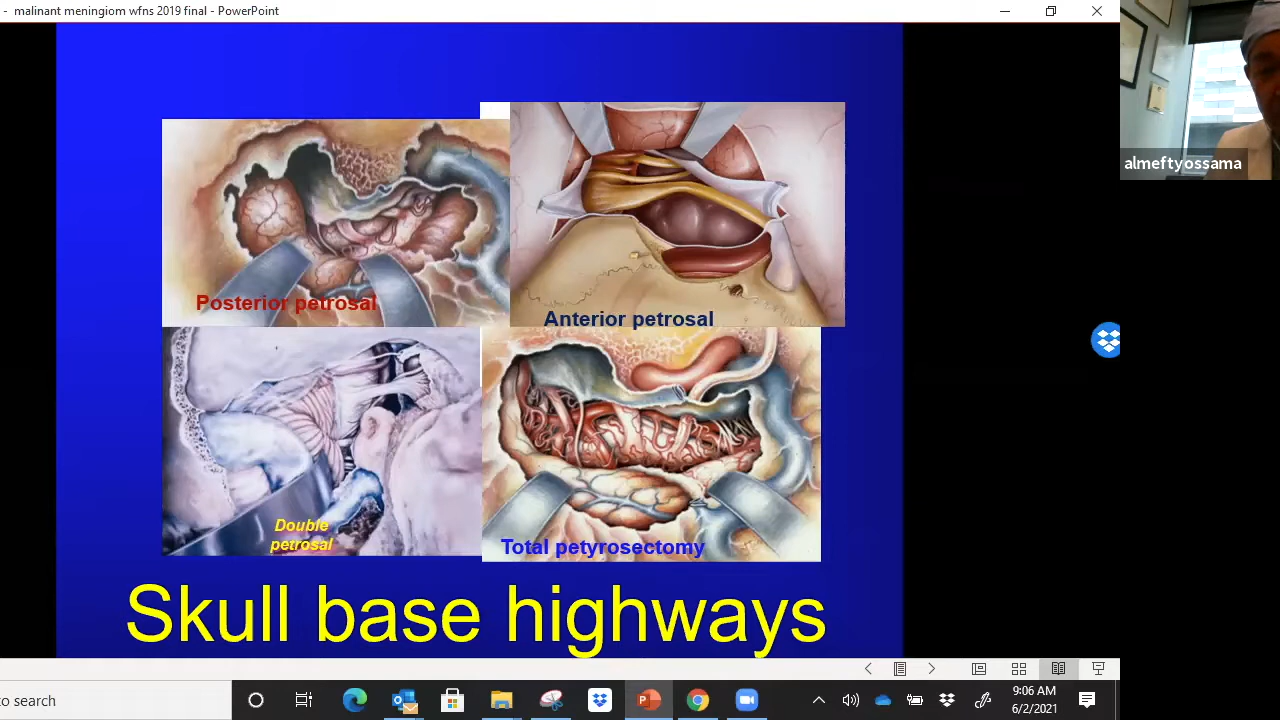 - malinant meningiom wfns 2019 final - PowerPoint
almeftyossama
Posterior petrosal
Anterior petrosal
Double
petrosal
Total petyrosectomy
Skull base highways
to search
9:06 AM
6/2/2021